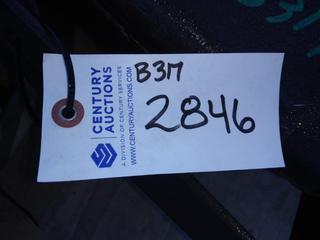 CENTURY
AUCTIONS
A DIVISION OF CENTURY SERVICES
WWW.CENTURYAUCTIONS.COM
B3M
2846